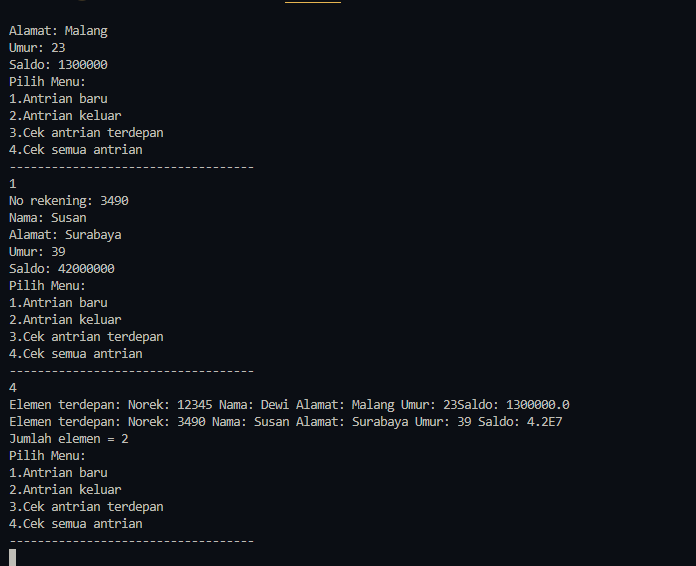 Alamat: Malang
Umur: 23
Saldo: 1300000
Pilih Menu:
1.Antrian baru
2.Antrian keluar
3.Cek antrian terdepan
4.Cek semua antrian
-----------------------------------
1
No rekening: 3490
Nama: Susan
Alamat: Surabaya
Umur: 39
Saldo: 42000000
Pilih Menu:
1.Antrian baru
2.Antrian keluar
3.Cek antrian terdepan
4.Cek semua antrian
-----------------------------------
4
Elemen terdepan: Norek: 12345 Nama: Dewi Alamat: Malang Umur: 23Saldo: 1300000.0
Elemen terdepan: Norek: 3490 Nama: Susan Alamat: Surabaya Umur: 39 Saldo: 4.2E7
Jumlah elemen = 2
Pilih Menu:
1.Antrian baru
2.Antrian keluar
3.Cek antrian terdepan
4.Cek semua antrian
-----------------------------------